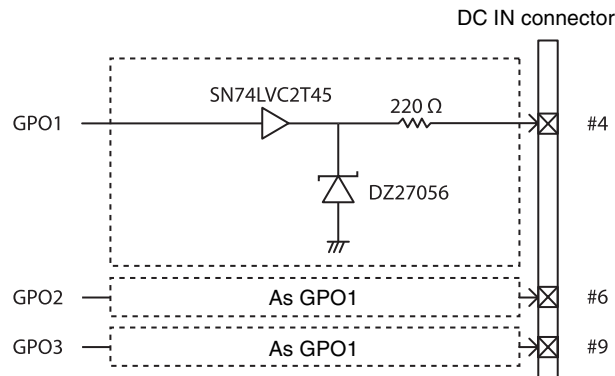 DC IN connector
SN74LVC2T45
220 Ω
GPO1
#4
DZ27056
GPO2
As GPO1
#6
GPO3
As GPO1
#9